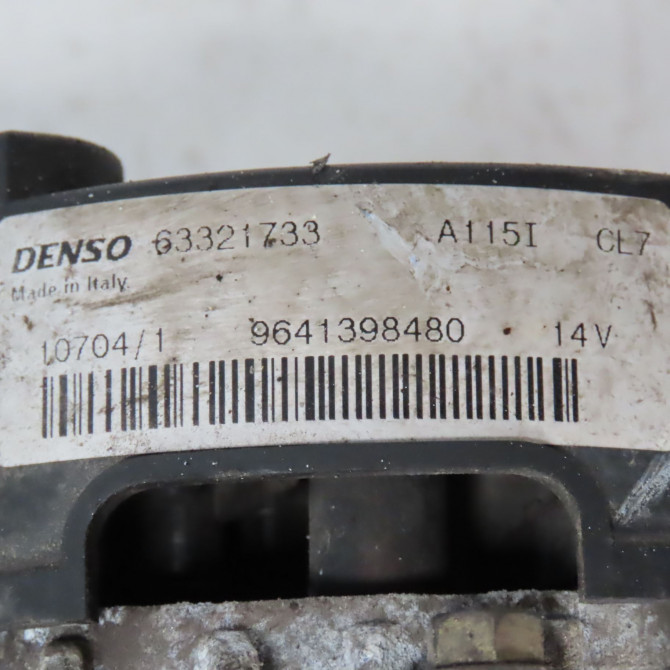 DENSO 63321733 A115I CL7
Made in Italy.
10704/1 9641398480 14V